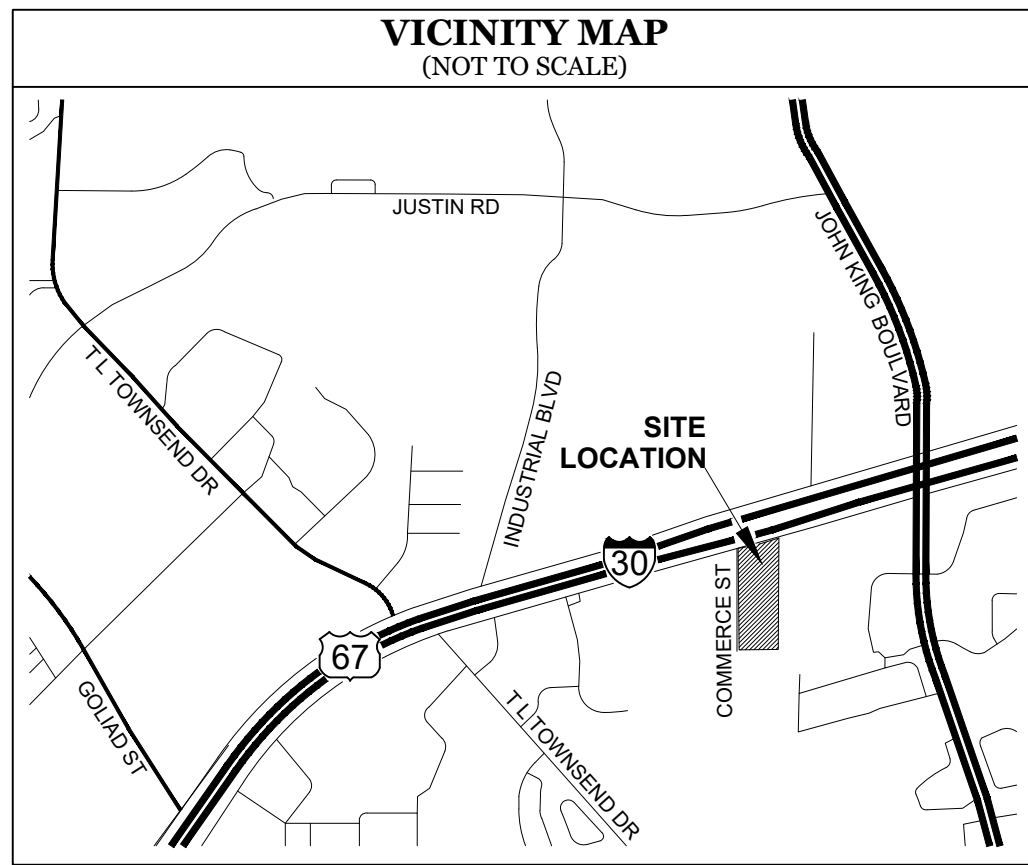 VICINITY MAP
(NOT TO SCALE)
JUSTIN RD
JOHN KING BOULVARD
T L TOWNSEND DR
INDUSTRIAL BLVD
SITE
LOCATION
30
COMMERCE ST
67
GOLIAD ST
T L TOWNSEND DR